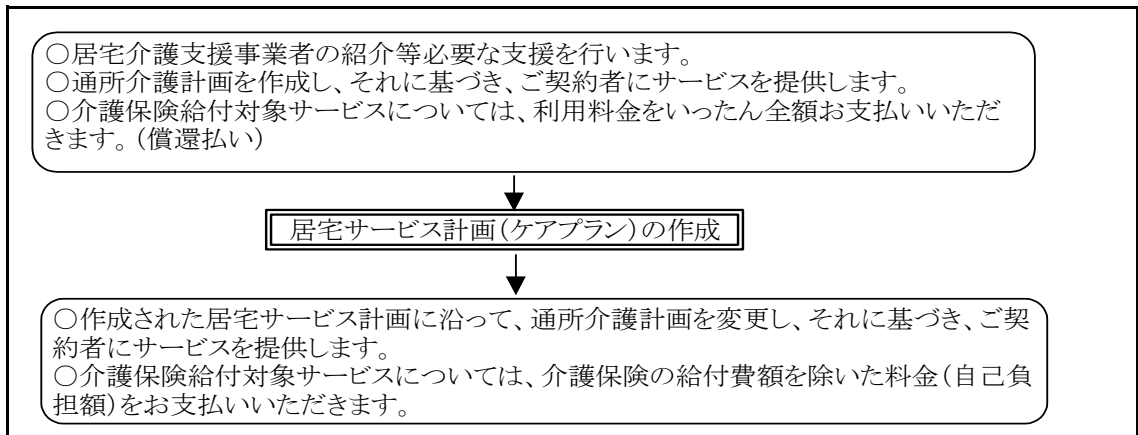 ○居宅介護支援事業者の紹介等必要な支援を行います。
○通所介護計画を作成し、それに基づき、ご契約者にサービスを提供します。
○介護保険給付対象サービスについては、利用料金をいったん全額お支払いいただ
きます。(償還払い)
居宅サービス計画(ケアプラン)の作成
○作成された居宅サービス計画に沿って、通所介護計画を変更し、それに基づき、ご契
約者にサービスを提供します。
○介護保険給付対象サービスについては、介護保険の給付費額を除いた料金(自己負
担額)をお支払いいただきます。